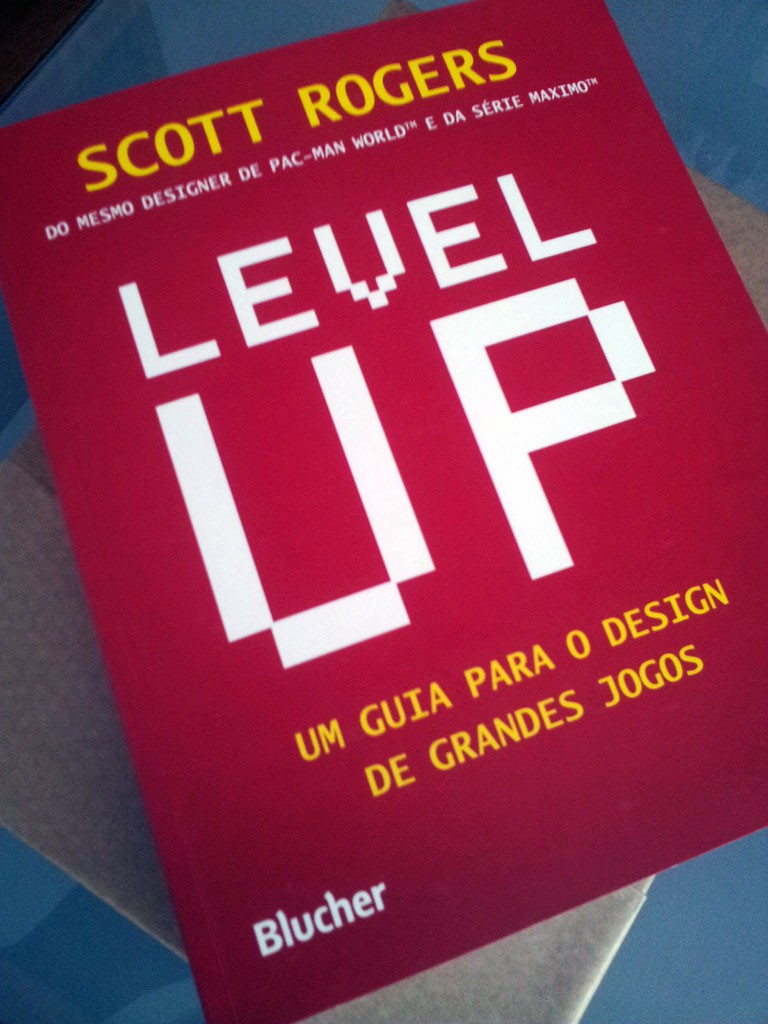 SCOTT ROGERS
DO MESMO DESIGNER DE PAC-MAN WORLD™ E DA SÉRIE MAXIMO™
LEVEL
UP
UM GUIA PARA O DESIGN
DE GRANDES JOGOS
Blucher